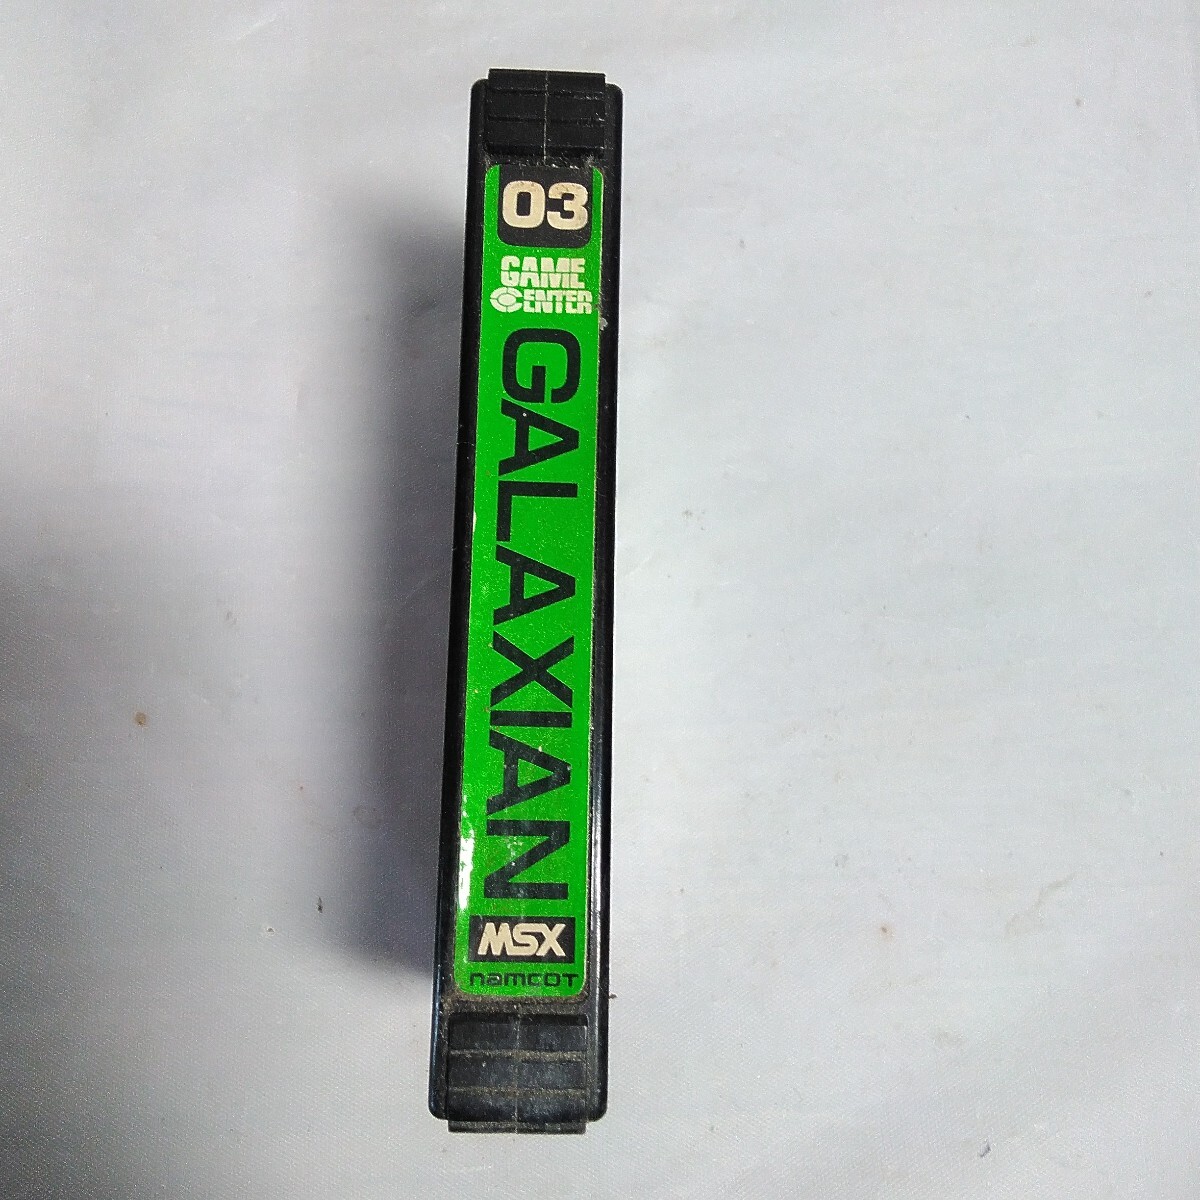 03
GAME
CENTER
GALAXIAN
MSX
namcot